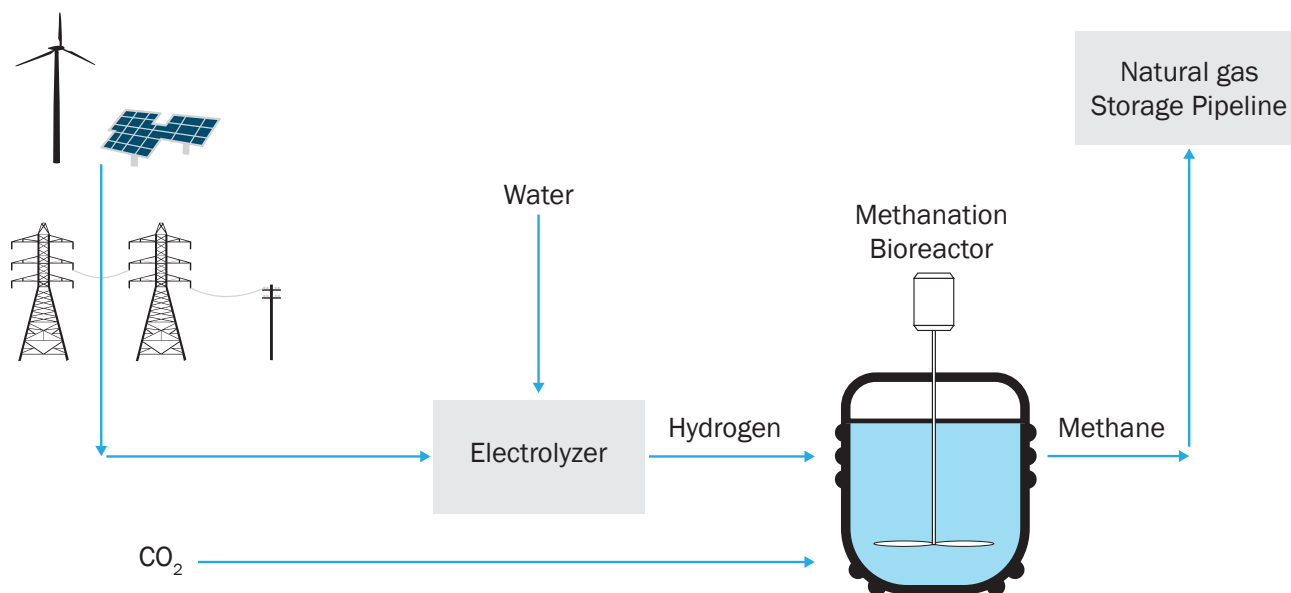 Natural gas
Storage Pipeline
Water
Methanation
Bioreactor
Hydrogen
Methane
Electrolyzer
CO₂